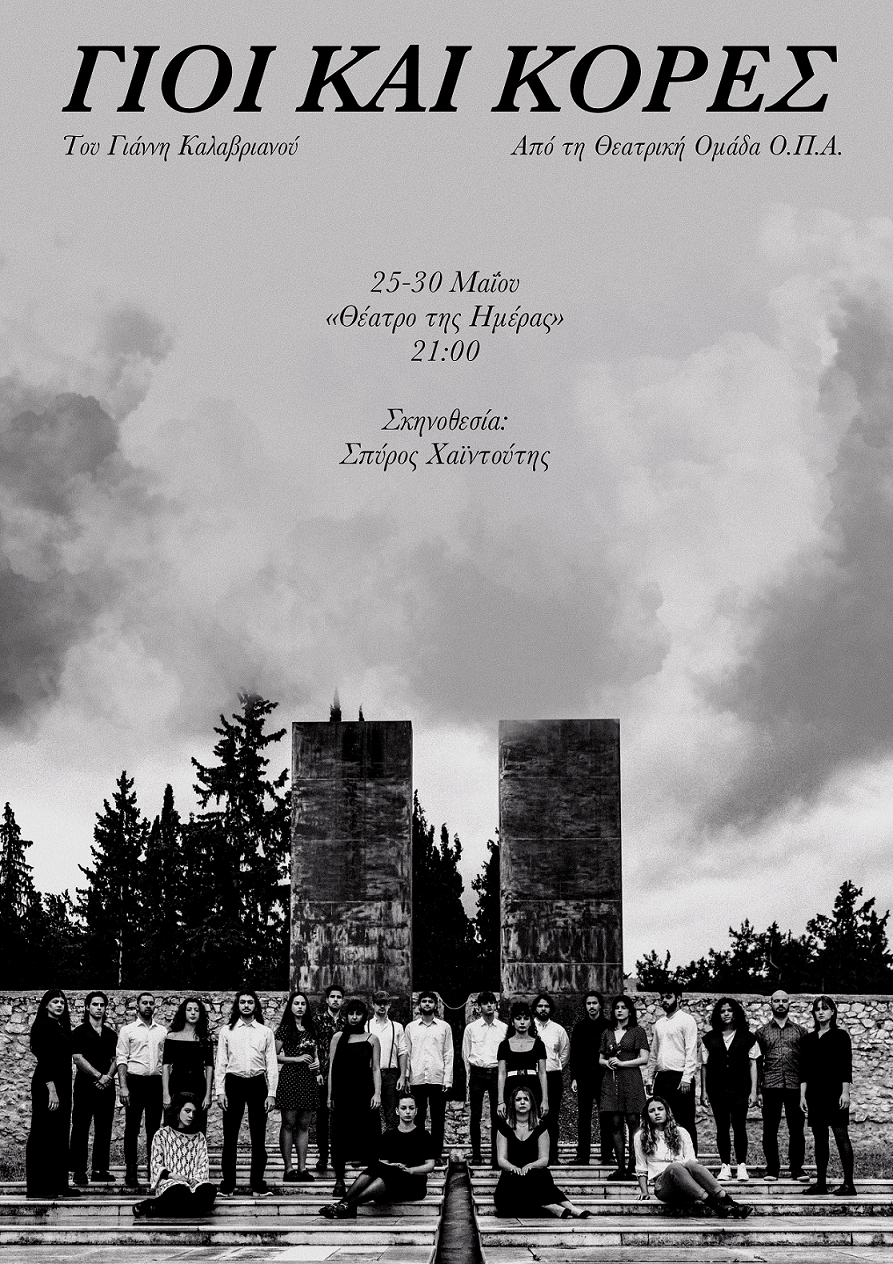 ΓΙΟΙ ΚΑΙ ΚΟΡΕΣ
Του Γιάννη Καλαβριανού
Από τη Θεατρική Ομάδα Ο.Π.Α.
25-30 Μαΐου
«Θέατρο της Ημέρας»
21:00
Σκηνοθεσία:
Σπύρος Χαϊντούτης